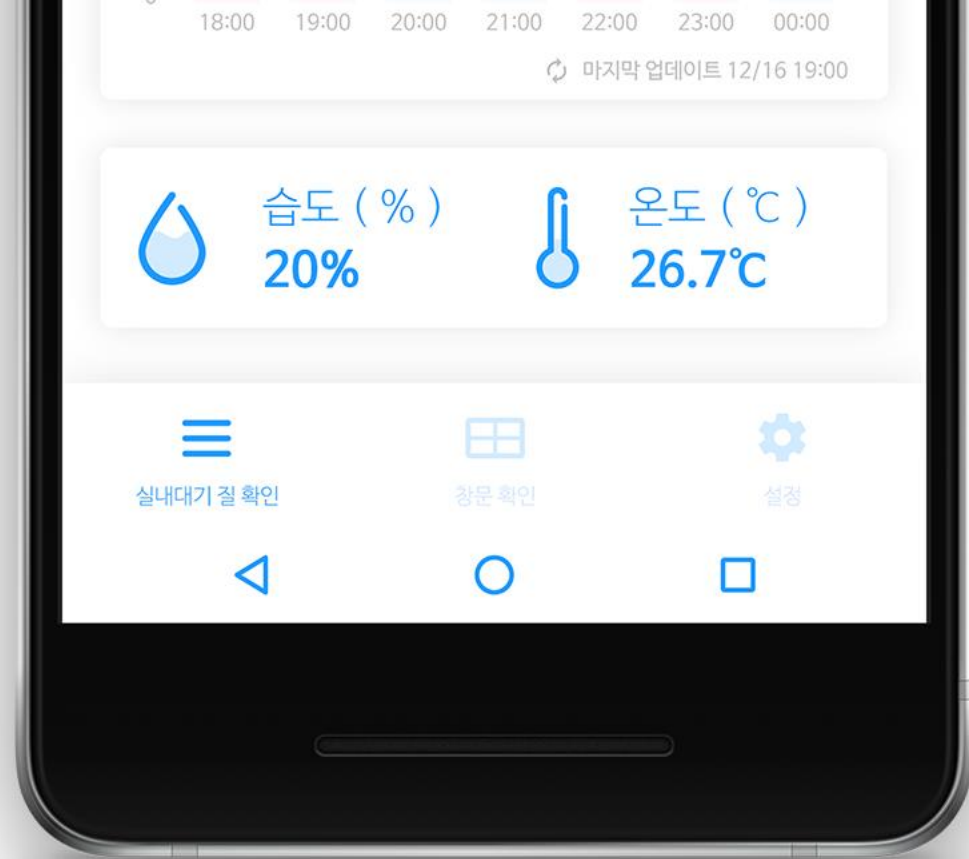 18:00 19:00 20:00 21:00 22:00 23:00 00:00
마지막 업데이트 12/16 19:00
습도 ( % ) 온도 ( ℃ )
20% 26.7℃
실내대기 질 확인 창문 확인 설정